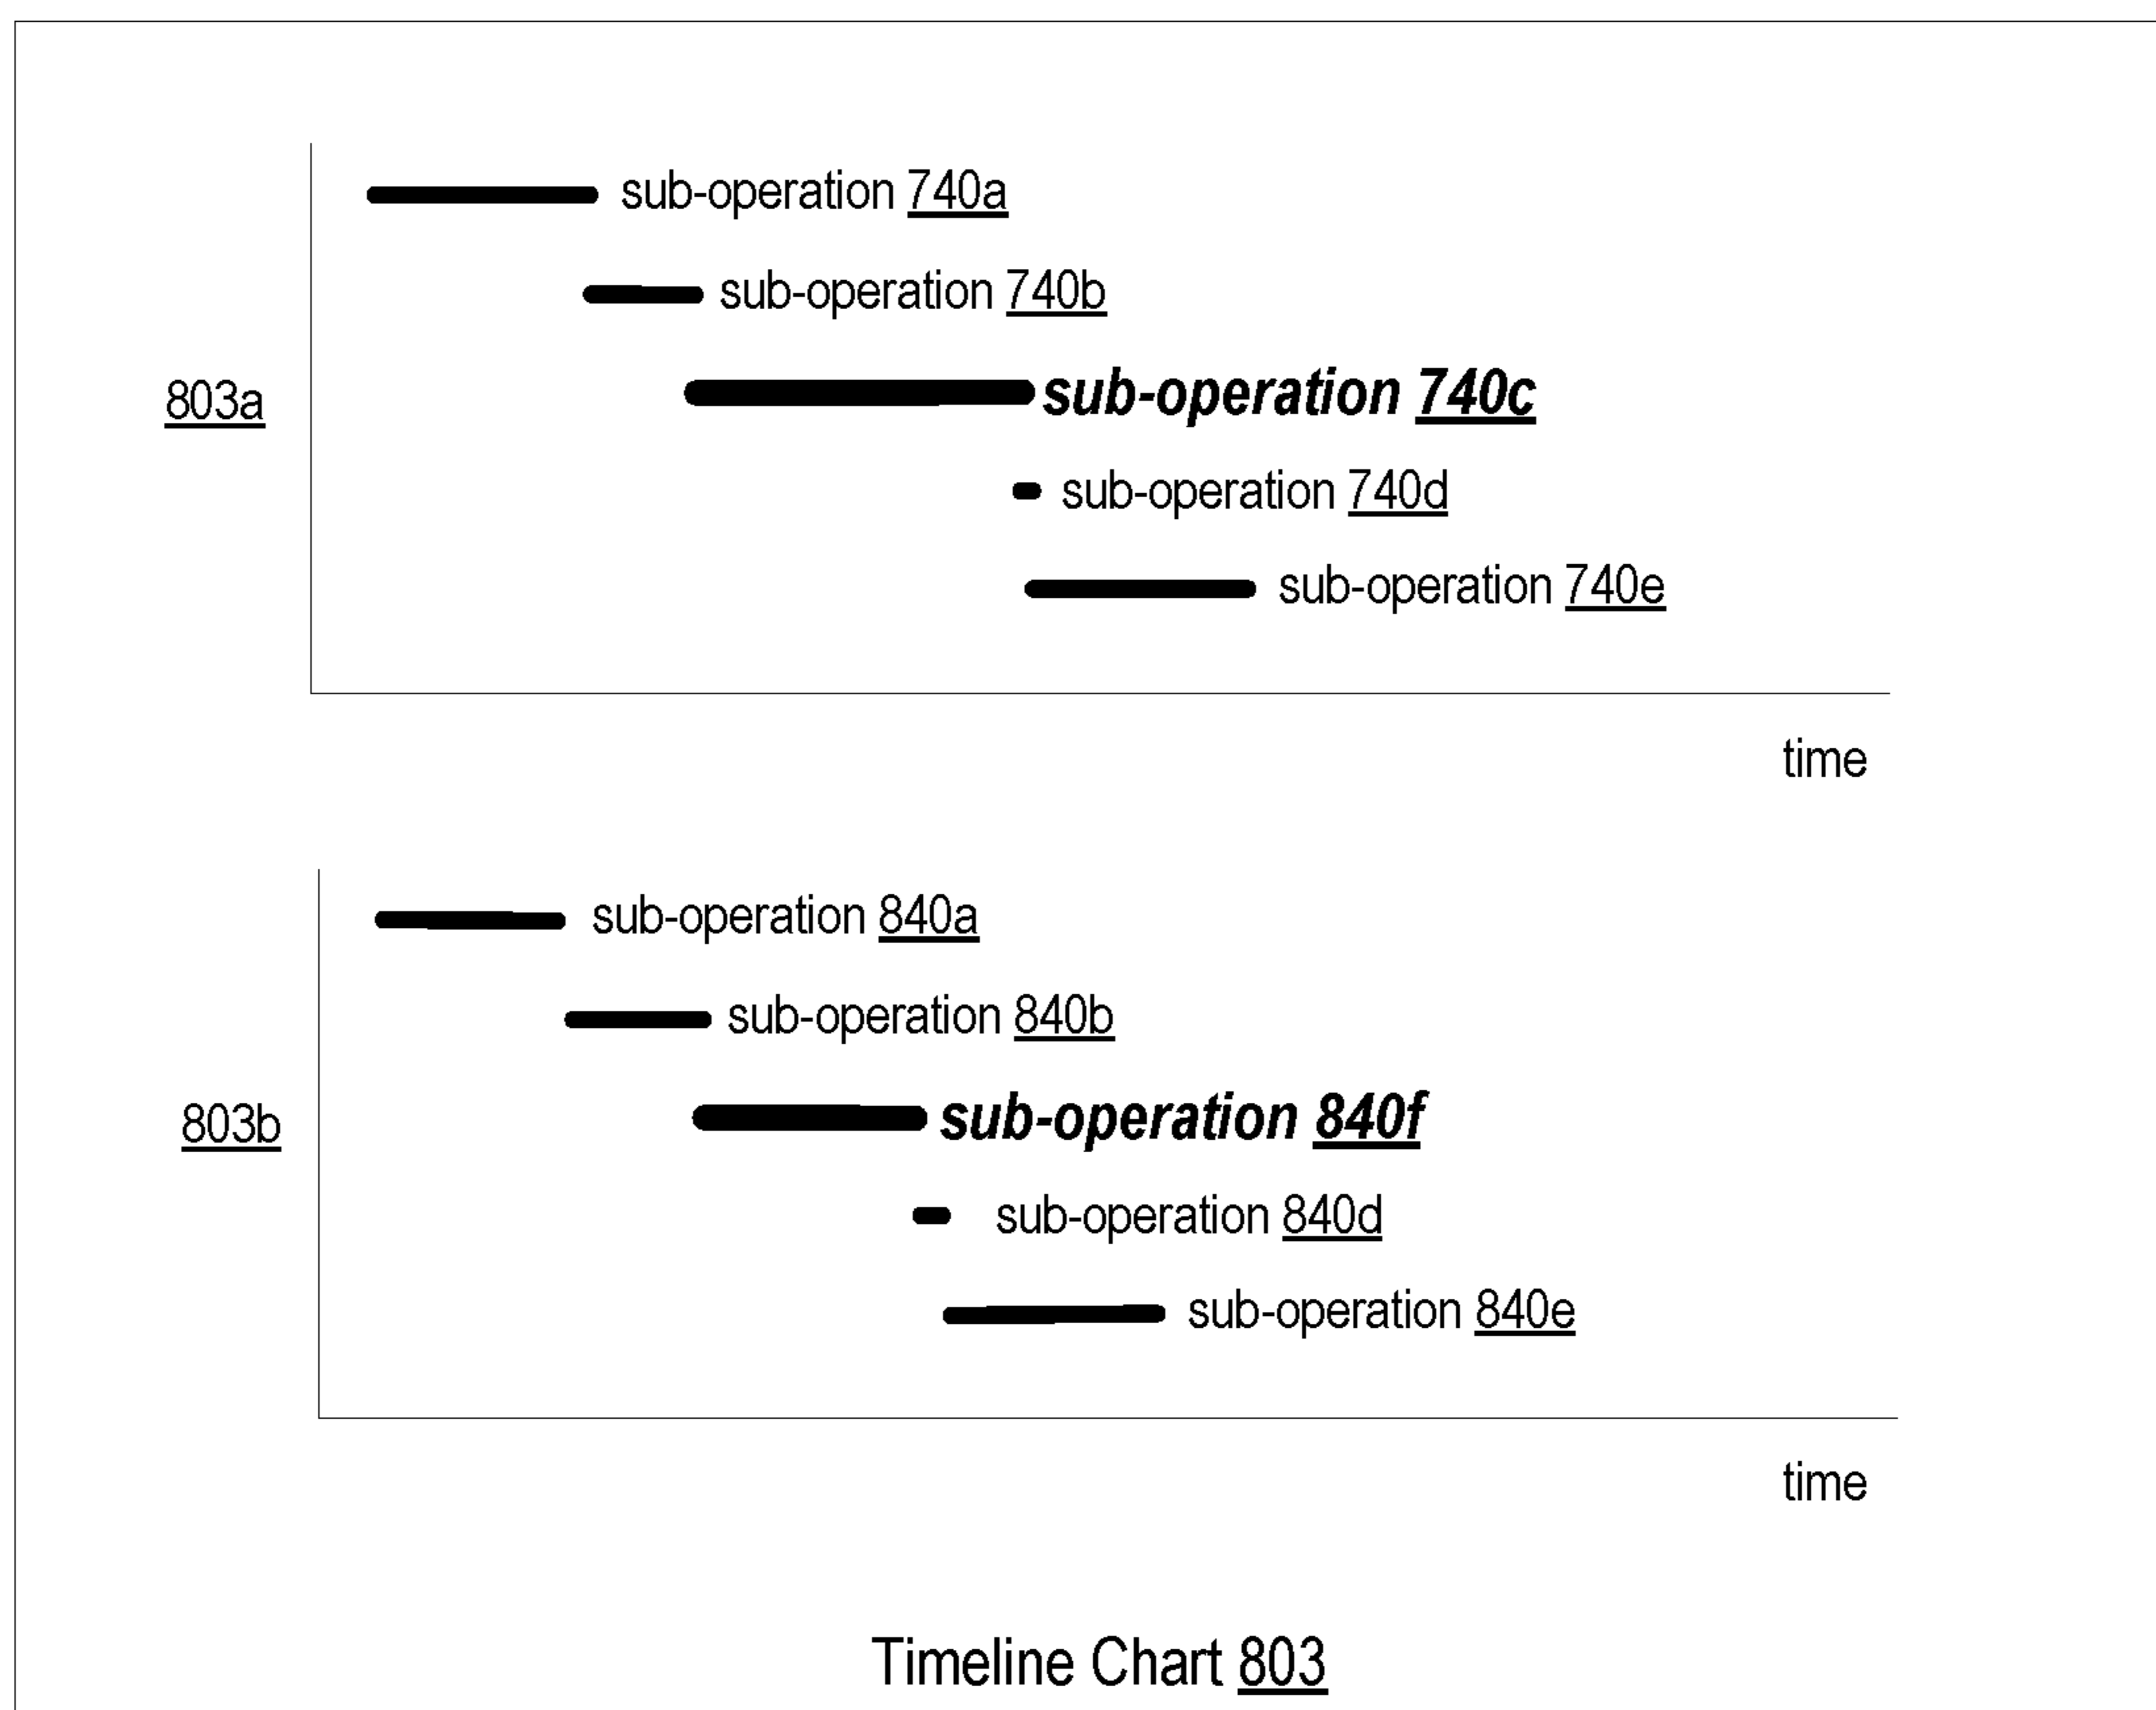 sub-operation 740a
sub-operation 740b
803a
sub-operation 740c
sub-operation 740d
sub-operation 740e
time
sub-operation 840a
sub-operation 840b
803b
sub-operation 840f
sub-operation 840d
sub-operation 840e
time
Timeline Chart 803